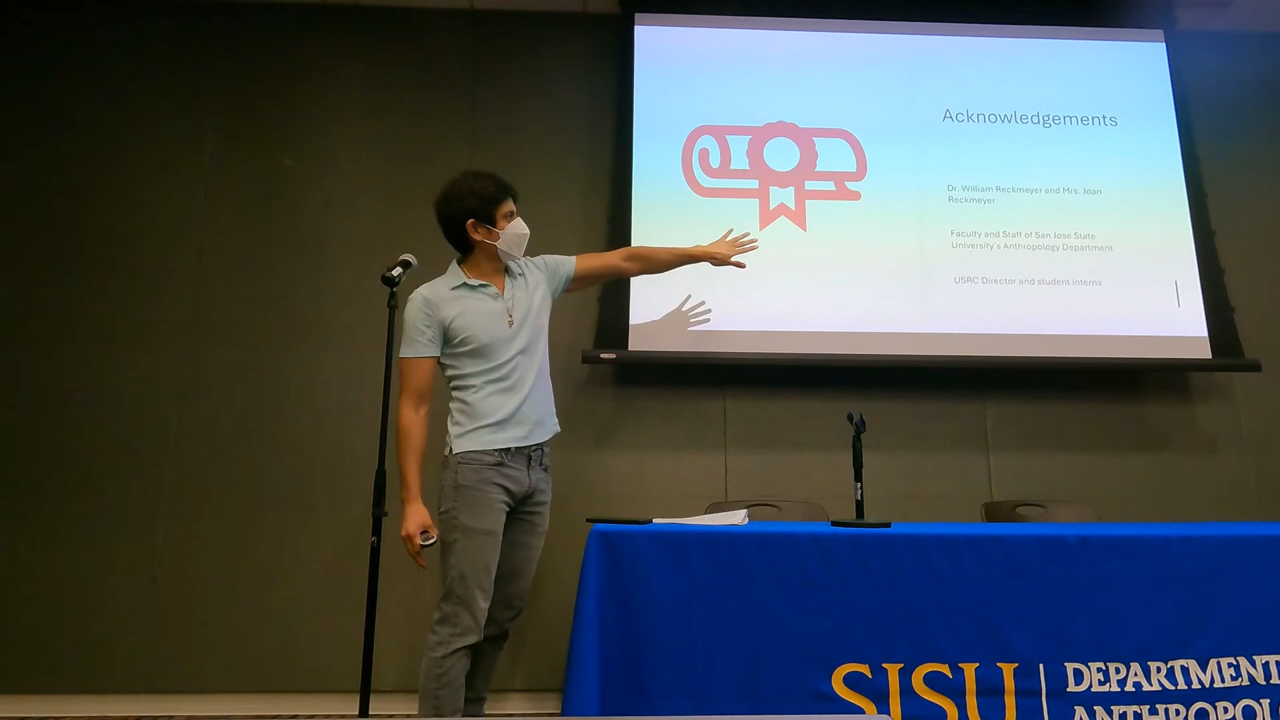 Acknowledgements
Dr. William Reckmeyer and Mrs. Joan
Reckmeyer
Faculty and Staff of San Jose State
University's Anthropology Department
USRC Director and student interns
SJSU | DEPARTMENT
ANTHROPOLO